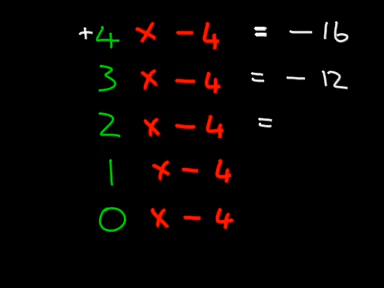 +4 x - 4 = - 16
3 x - 4 = - 12
2 x - 4 =
1 x - 4
0 x - 4